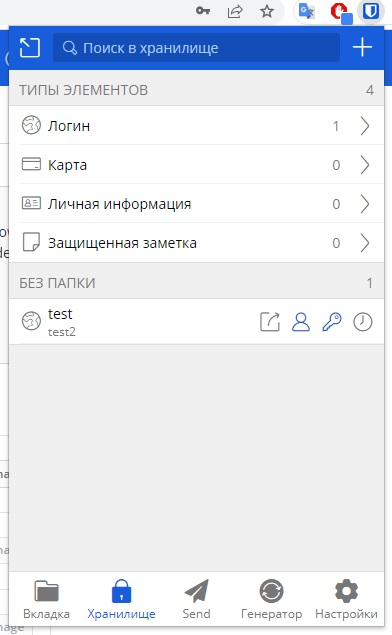 Поиск в хранилище
ТИПЫ ЭЛЕМЕНТОВ 4
Логин 1
Карта 0
Личная информация 0
Защищенная заметка 0
БЕЗ ПАПКИ 1
test
test2
Вкладка Хранилище Send Генератор Настройки